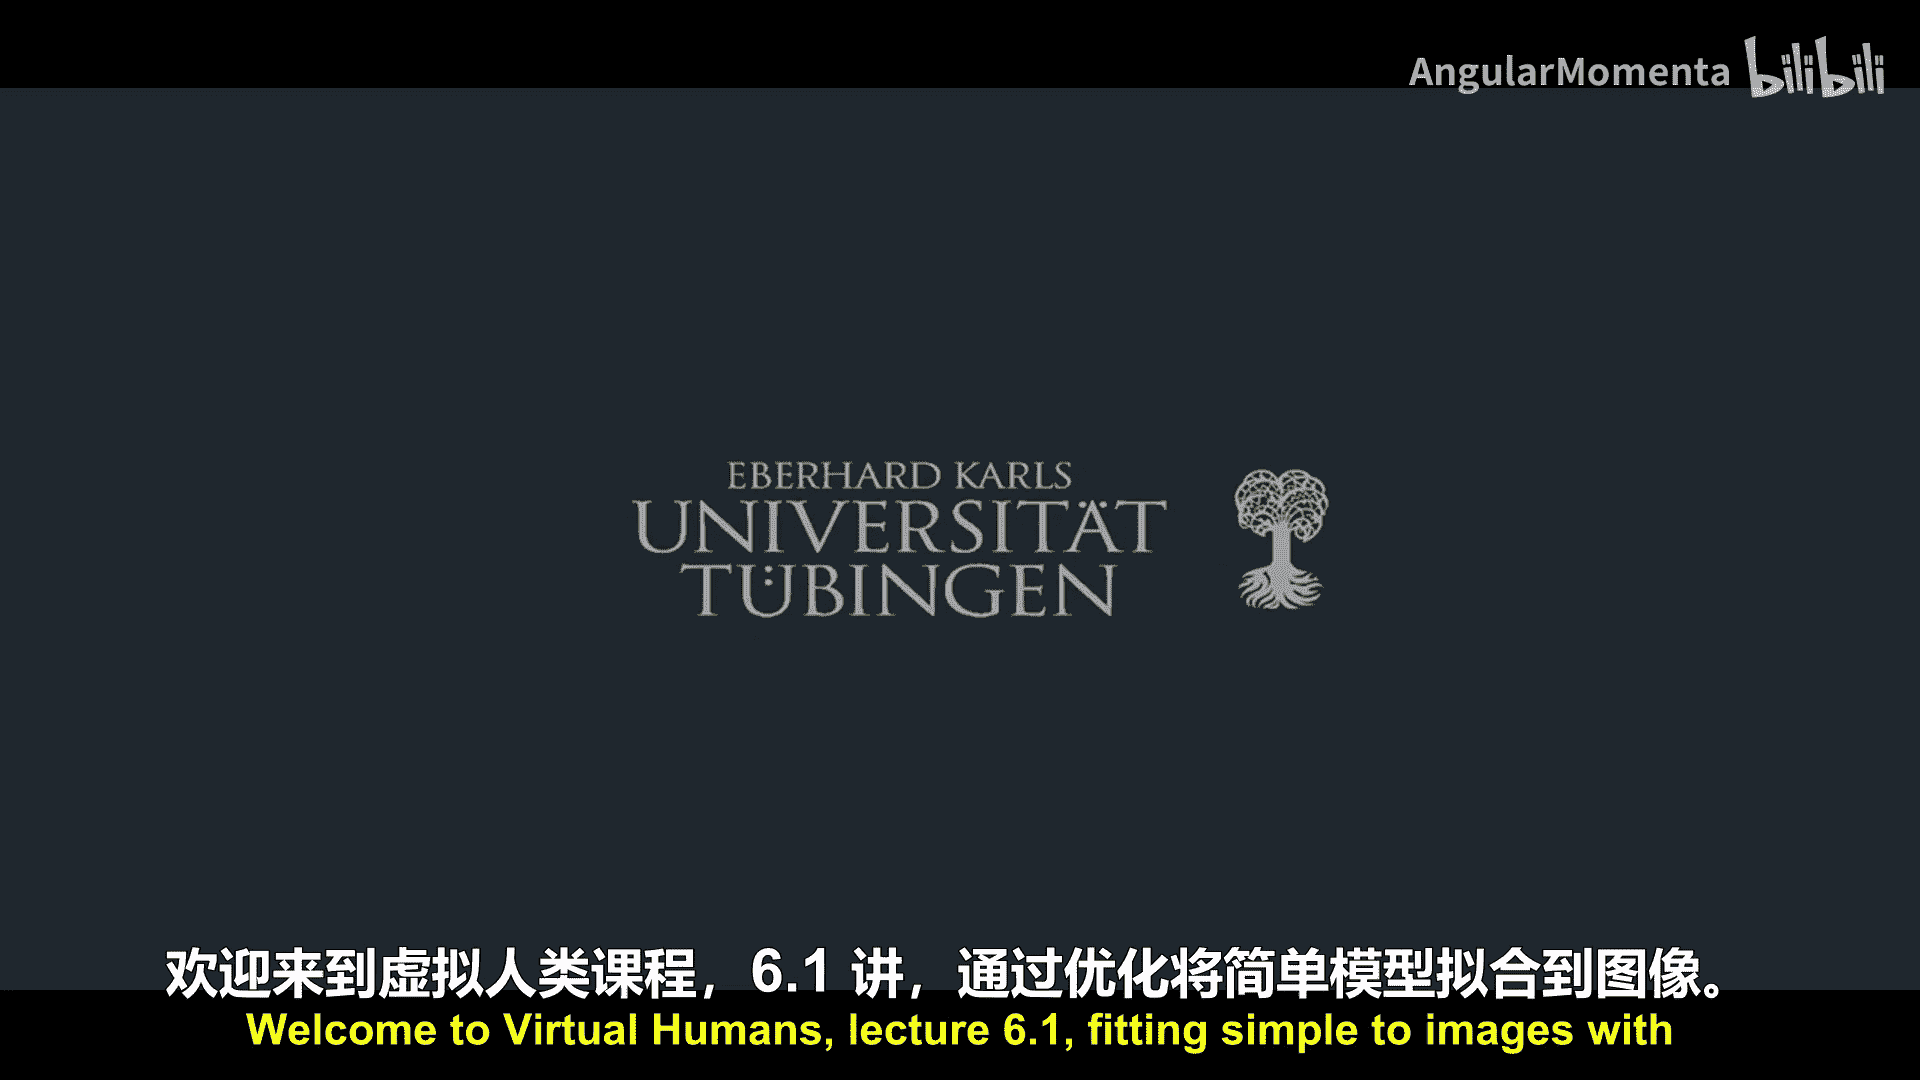 AngularMomenta bilibili
EBERHARD KARLS
UNIVERSITÄT
TÜBINGEN
欢迎来到虚拟人类课程，6.1 讲，通过优化将简单模型拟合到图像。
Welcome to Virtual Humans, lecture 6.1, fitting simple to images with